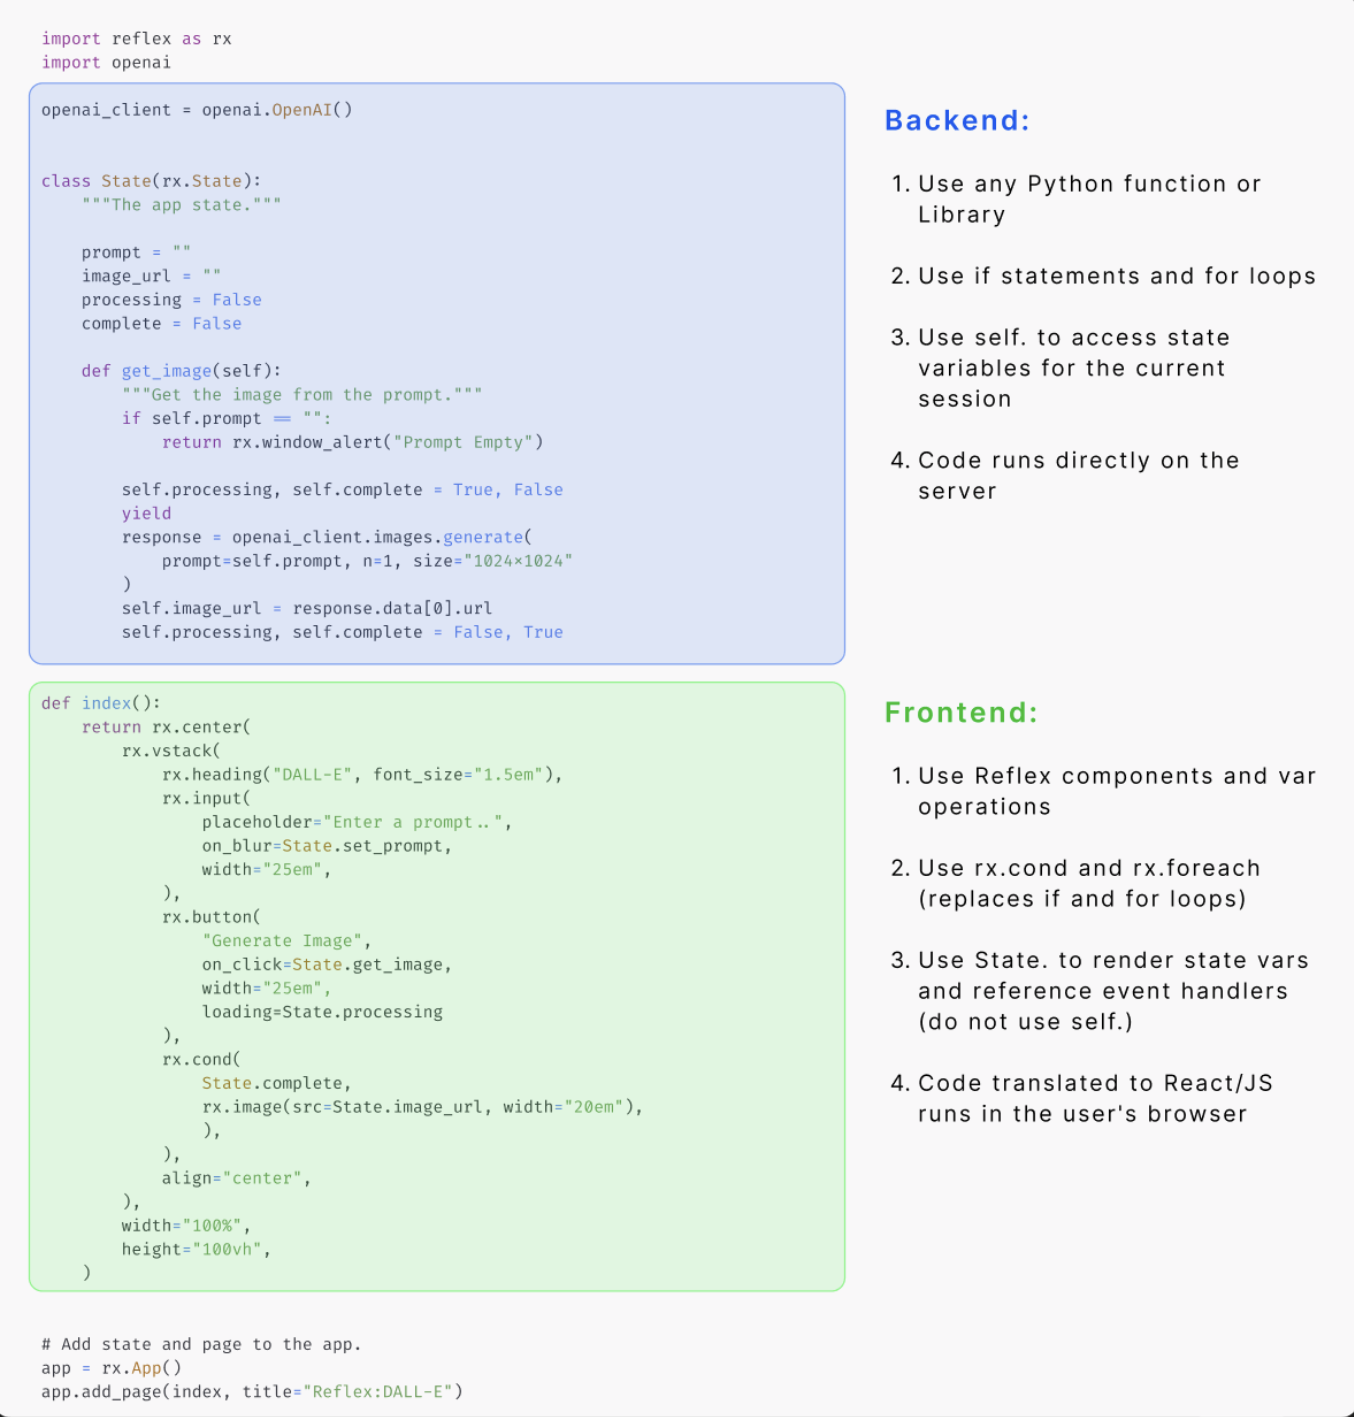 import reflex as rx
import openai
openai_client = openai.OpenAI()
class State(rx.State):
    """The app state."""
    prompt = ""
    image_url = ""
    processing = False
    complete = False
    def get_image(self):
        """Get the image from the prompt."""
        if self.prompt == "":
            return rx.window_alert("Prompt Empty")
        self.processing, self.complete = True, False
        yield
        response = openai_client.images.generate(
            prompt=self.prompt, n=1, size="1024×1024"
        )
        self.image_url = response.data[0].url
        self.processing, self.complete = False, True
Backend:
1. Use any Python function or
Library
2. Use if statements and for loops
3. Use self. to access state
variables for the current
session
4. Code runs directly on the
server
def index():
    return rx.center(
        rx.vstack(
            rx.heading("DALL-E", font_size="1.5em"),
            rx.input(
                placeholder="Enter a prompt..",
                on_blur=State.set_prompt,
                width="25em",
            ),
            rx.button(
                "Generate Image",
                on_click=State.get_image,
                width="25em",
                loading=State.processing
            ),
            rx.cond(
                State.complete,
                rx.image(src=State.image_url, width="20em"),
                ),
            ),
            align="center",
        ),
        width="100%",
        height="100vh",
    )
Frontend:
1. Use Reflex components and var
operations
2. Use rx.cond and rx.foreach
(replaces if and for loops)
3. Use State. to render state vars
and reference event handlers
(do not use self.)
4. Code translated to React/JS
runs in the user's browser
# Add state and page to the app.
app = rx.App()
app.add_page(index, title="Reflex:DALL-E")